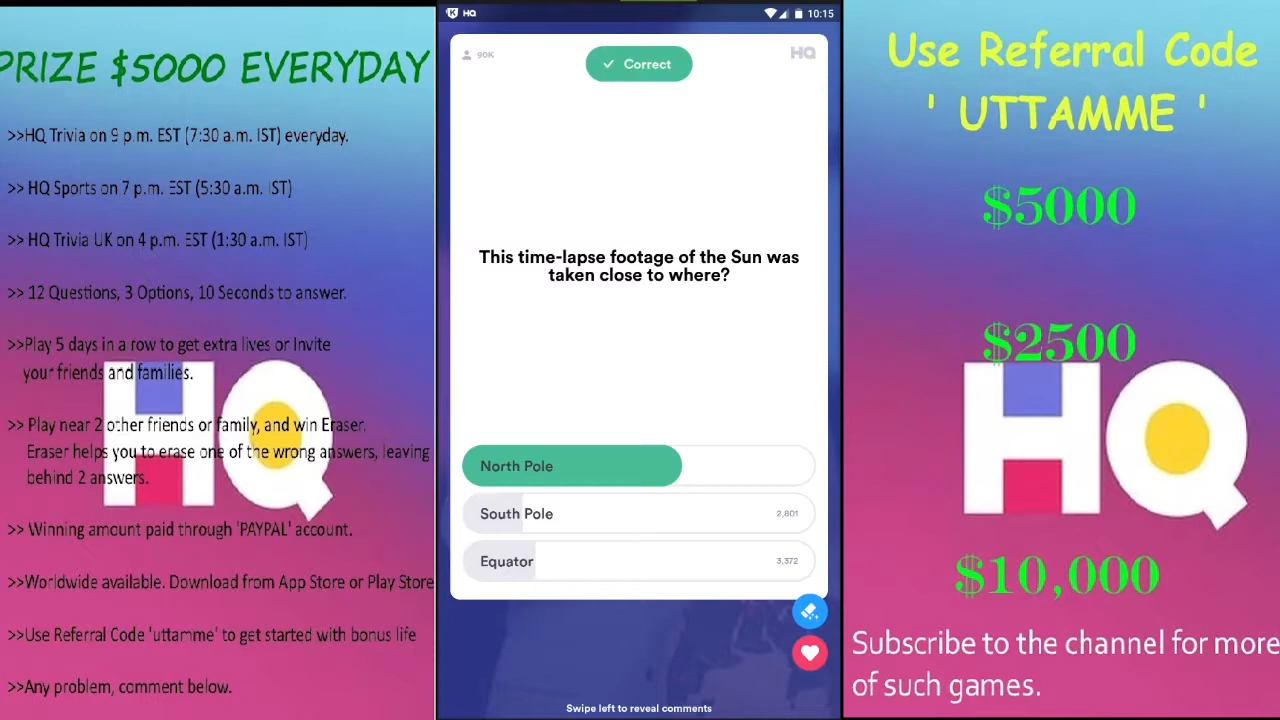 PRIZE $5000 EVERYDAY
>>HQ Trivia on 9 p.m. EST (7:30 a.m. IST) everyday.
>> HQ Sports on 7 p.m. EST (5:30 a.m. IST)
>> HQ Trivia UK on 4 p.m. EST (1:30 a.m. IST)
>> 12 Questions, 3 Options, 10 Seconds to answer.
>>Play 5 days in a row to get extra lives or Invite
your friends and families.
>> Play near 2 other friends or family, and win Eraser.
Eraser helps you to erase one of the wrong answers, leaving
behind 2 answers.
>> Winning amount paid through 'PAYPAL' account.
>>Worldwide available. Download from App Store or Play Store
>>Use Referral Code 'uttamme' to get started with bonus life
>>Any problem, comment below.
HQ
HQ
10:15
90K
Correct
HQ
This time-lapse footage of the Sun was
taken close to where?
North Pole
South Pole
2,801
Equator
3,372
Swipe left to reveal comments
Use Referral Code
' UTTAMME '
$5000
$2500
HQ
$10,000
Subscribe to the channel for more
of such games.